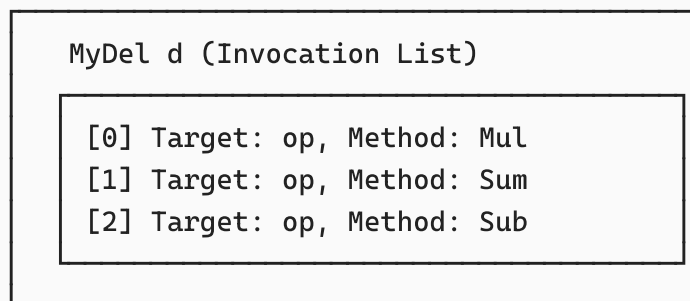 MyDel d (Invocation List)
[0] Target: op, Method: Mul
[1] Target: op, Method: Sum
[2] Target: op, Method: Sub